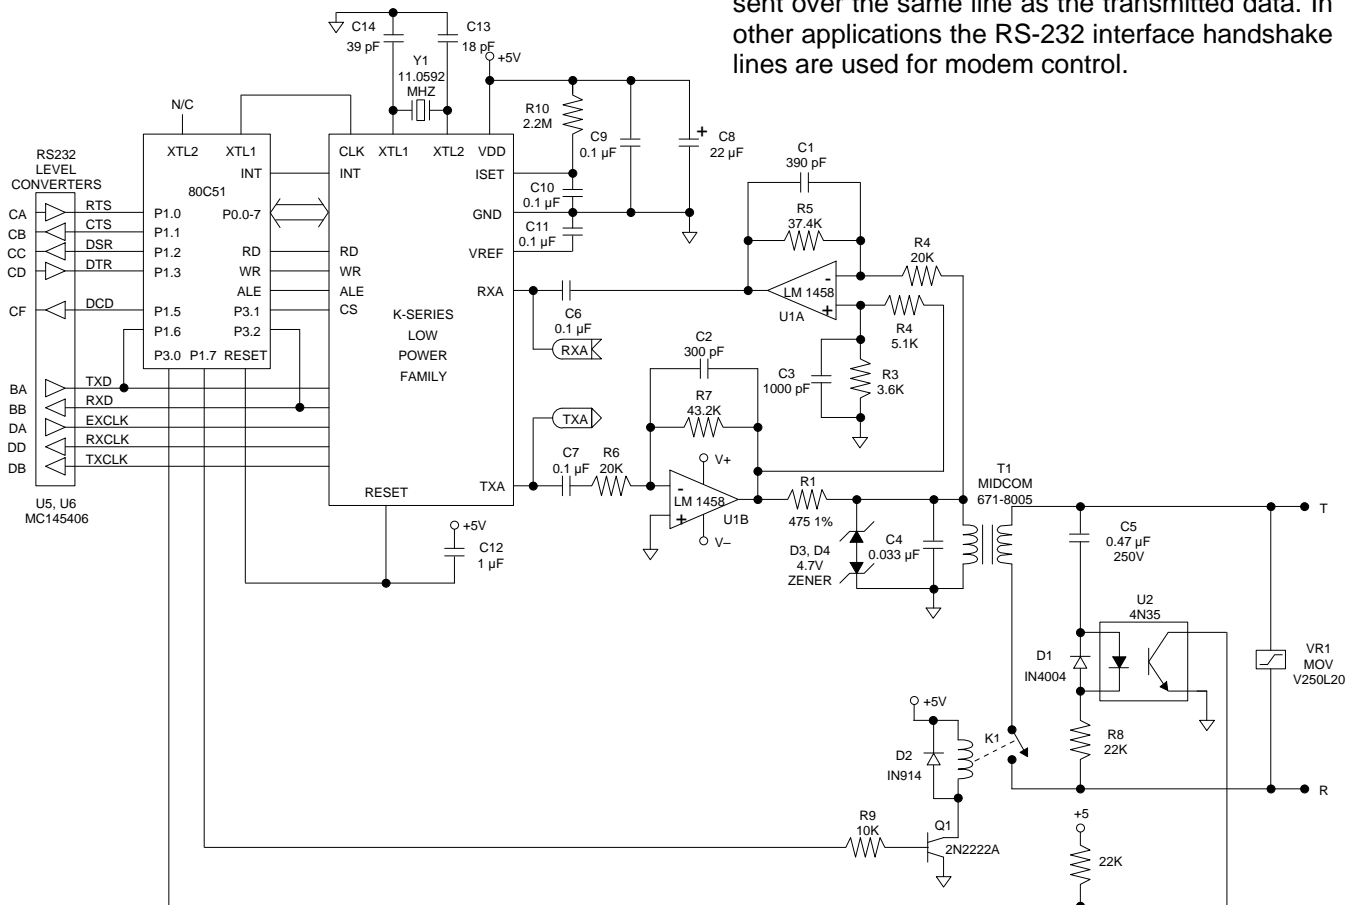 sent over the same line as the transmitted data. In
other applications the RS-232 interface handshake
lines are used for modem control.
C14
39 pF
C13
18 pF
Y1
11.0592
MHZ
+5V
N/C
R10
2.2M
C9
0.1 µF
+
C8
22 µF
C10
0.1 µF
C11
0.1 µF
RS232
LEVEL
CONVERTERS
XTL2
XTL1
INT
80C51
P1.0
P0.0-7
P1.1
P1.2
RD
P1.3
WR
ALE
P1.5
P3.1
P1.6
P3.2
P3.0
P1.7
RESET
CA
RTS
CB
CTS
CC
DSR
CD
DTR
CF
DCD
BA
TXD
BB
RXD
DA
EXCLK
DD
RXCLK
DB
TXCLK
U5, U6
MC145406
CLK
XTL1
XTL2
VDD
INT
ISET
GND
VREF
RD
WR
ALE
CS
RXA
K-SERIES
LOW
POWER
FAMILY
RESET
TXA
+5V
C12
1 µF
C6
0.1 µF
RXA
TXA
C7
0.1 µF
R6
20K
C2
300 pF
R7
43.2K
V+
-
LM 1458
+
U1B
V–
C1
390 pF
R5
37.4K
-
LM 1458
+
U1A
R4
20K
R4
5.1K
C3
1000 pF
R3
3.6K
R1
475 1%
D3, D4
4.7V
ZENER
C4
0.033 µF
T1
MIDCOM
671-8005
T
C5
0.47 µF
250V
U2
4N35
D1
IN4004
VR1
MOV
V250L20
R8
22K
R
+5V
D2
IN914
K1
R9
10K
Q1
2N2222A
+5
22K